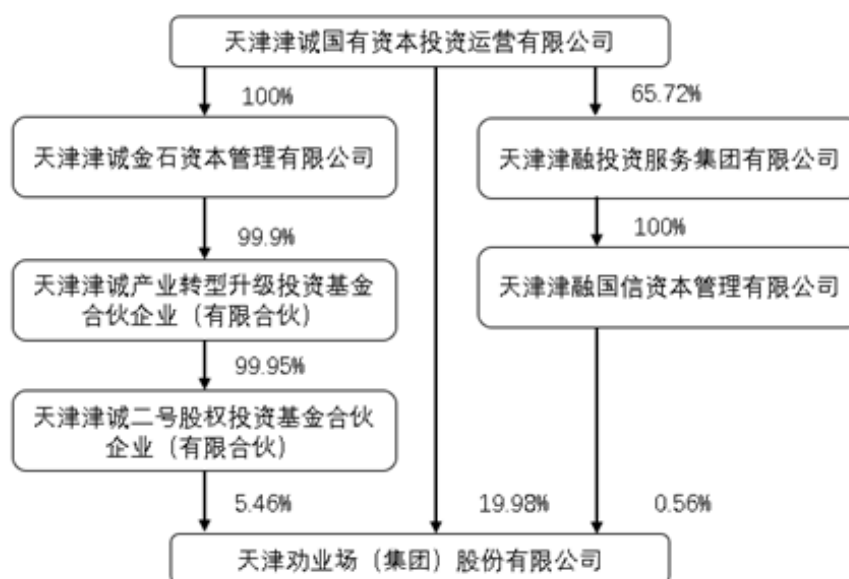 天津津诚国有资本投资运营有限公司
100%
65.72%
天津津诚金石资本管理有限公司
天津津融投资服务集团有限公司
99.9%
100%
天津津诚产业转型升级投资基金
合伙企业（有限合伙）
天津津融国信资本管理有限公司
99.95%
天津津诚二号股权投资基金合伙
企业（有限合伙）
5.46%
19.98%
0.56%
天津劝业场（集团）股份有限公司